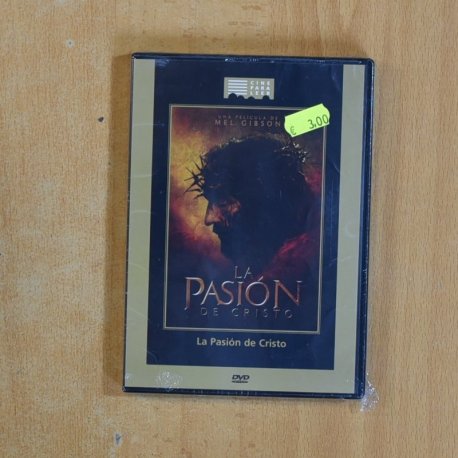 CINE
PARA
LEER
UNA PELÍCULA DE
MEL GIBSON
€ 3,00
LA
PASIÓN
DE CRISTO
La Pasión de Cristo
DVD